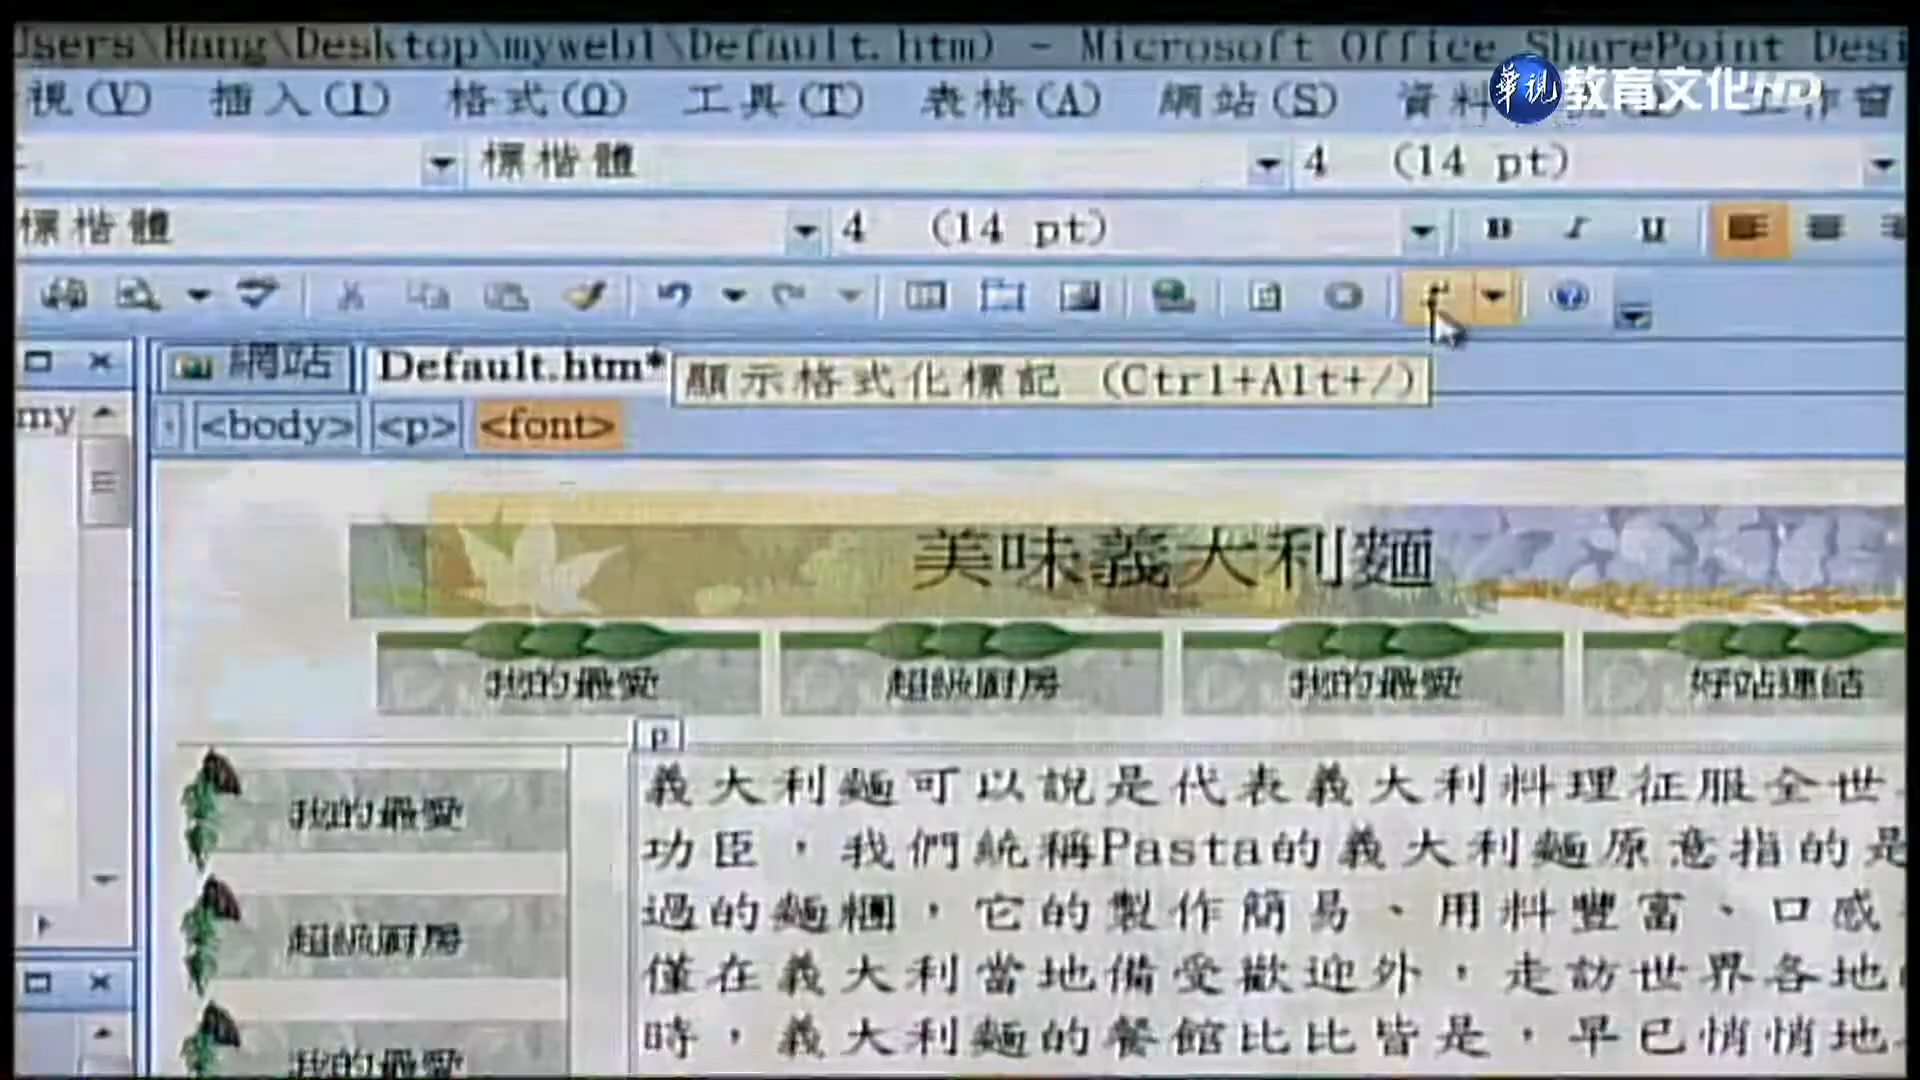 Users\Hang\Desktop\myweb1\Default.htm) - Microsoft Office SharePoint Desi
視(V) 插入(I) 格式(O) 工具(T) 表格(A) 網站(S) 資料
華視 教育文化HD
標楷體 4 (14 pt)
標楷體 4 (14 pt) B I U
網站 Default.htm*
顯示格式化標記 (Ctrl+Alt+/)
my
<body> <p> <font>
美味義大利麵
我的最愛 超級廚房 我的最愛 好站連結
p
我的最愛
超級廚房
我的最愛
義大利麵可以說是代表義大利料理征服全世
功臣，我們統稱Pasta的義大利麵原意指的是
過的麵糰，它的製作簡易、用料豐富、口感
僅在義大利當地備受歡迎外，走訪世界各地
時，義大利麵的餐館比比皆是，早已悄悄地